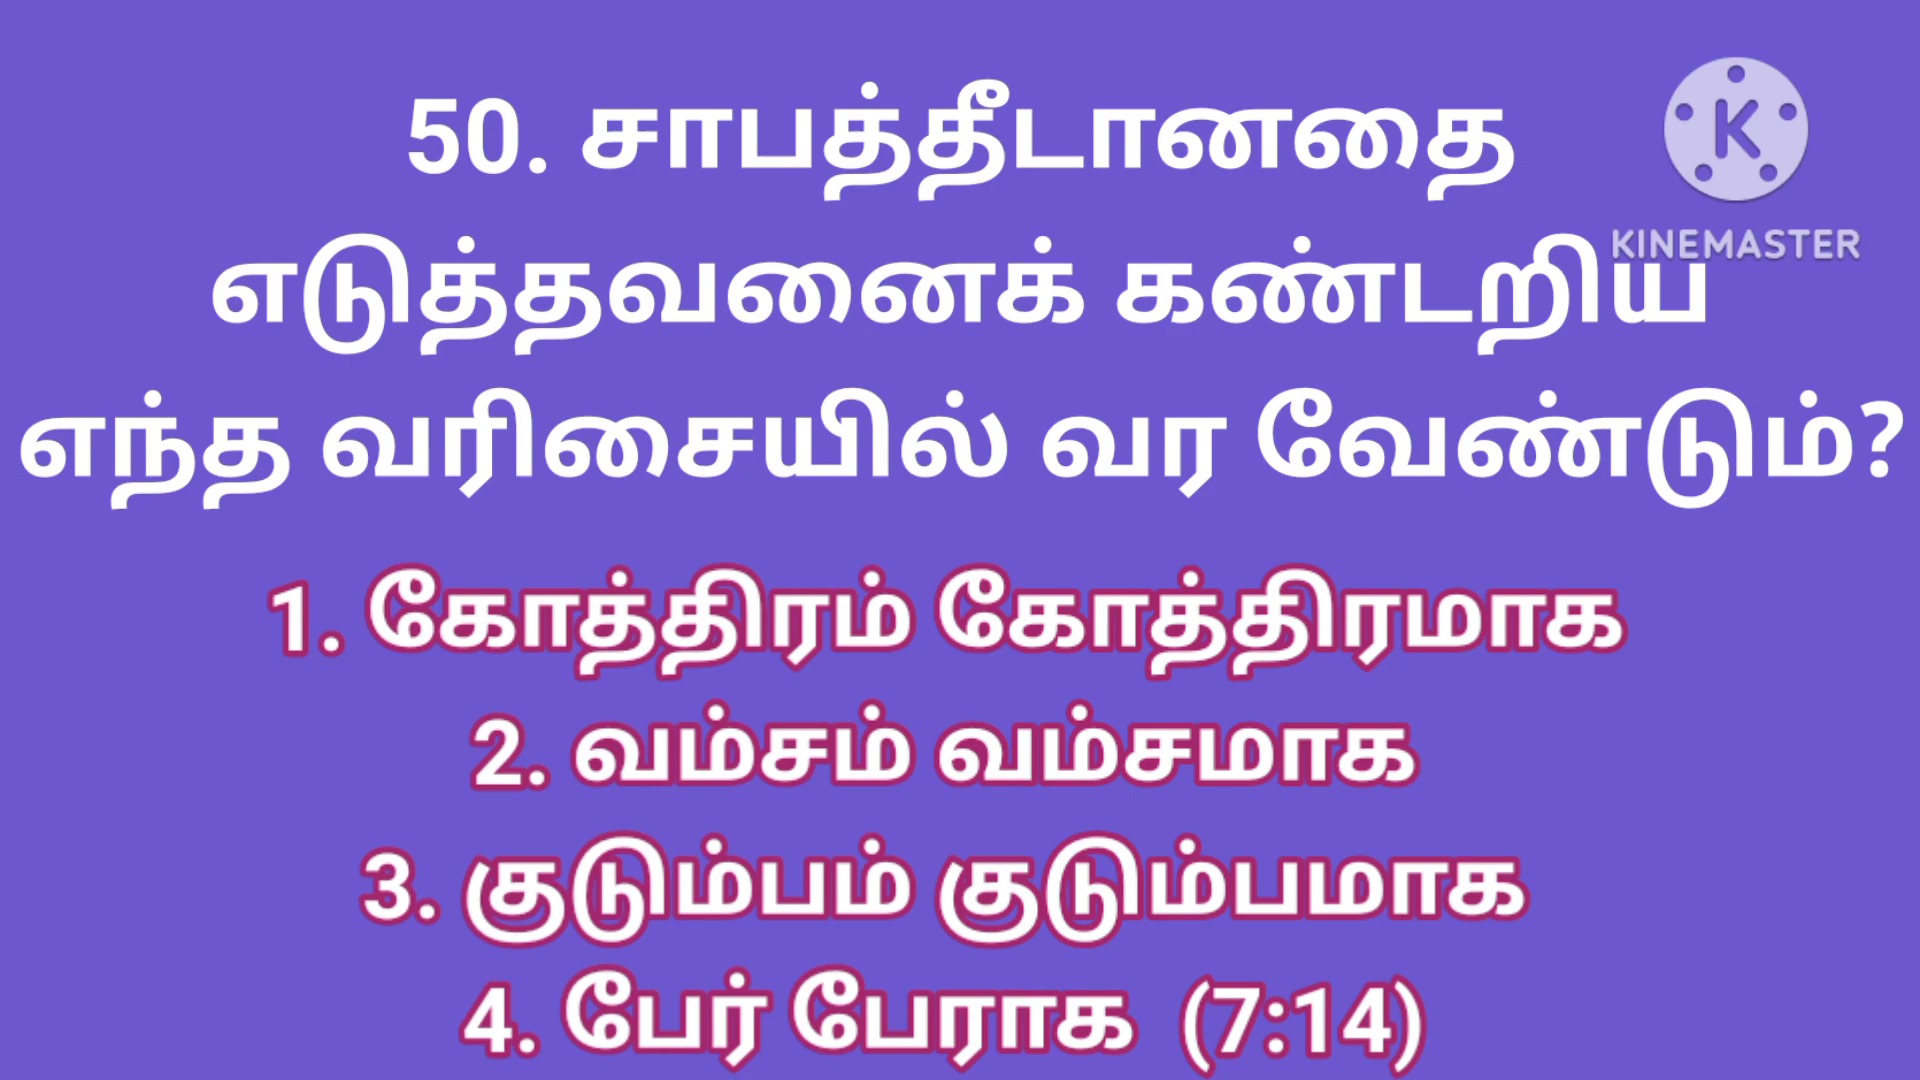 50. சாபத்தீடானதை
எடுத்தவனைக் கண்டறிய
எந்த வரிசையில் வர வேண்டும்?
1. கோத்திரம் கோத்திரமாக
2. வம்சம் வம்சமாக
3. குடும்பம் குடும்பமாக
4. பேர் பேராக (7:14)
K
KINEMASTER